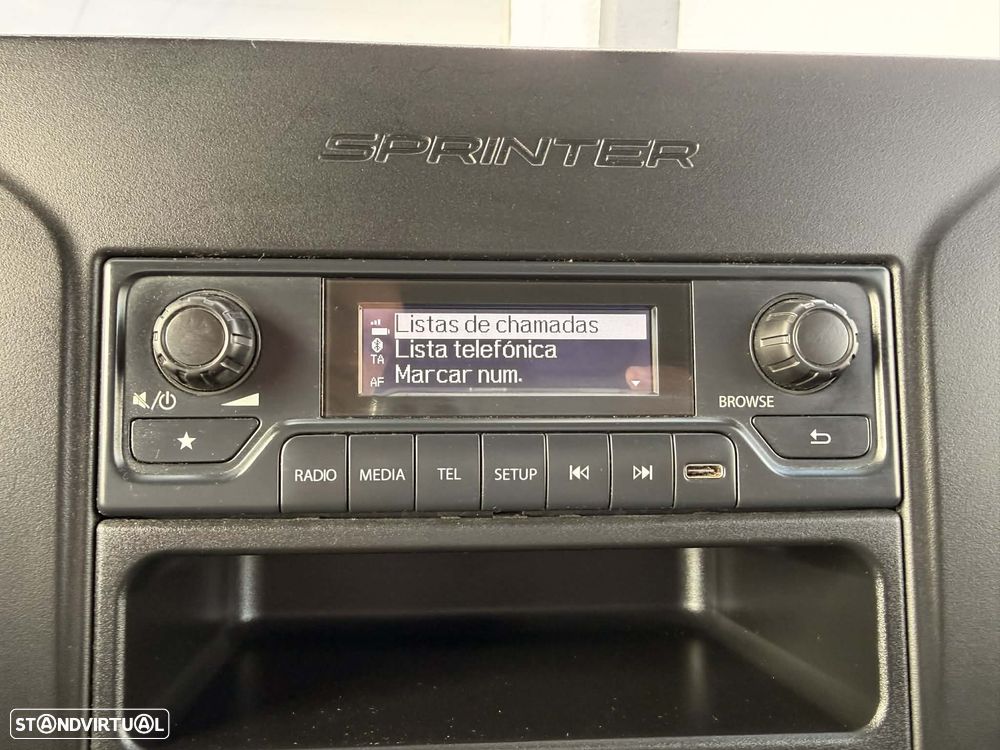 SPRINTER
Listas de chamadas
Lista telefónica
TA
Marcar num.
AF
BROWSE
RADIO
MEDIA
TEL
SETUP
STANDVIRTUAL